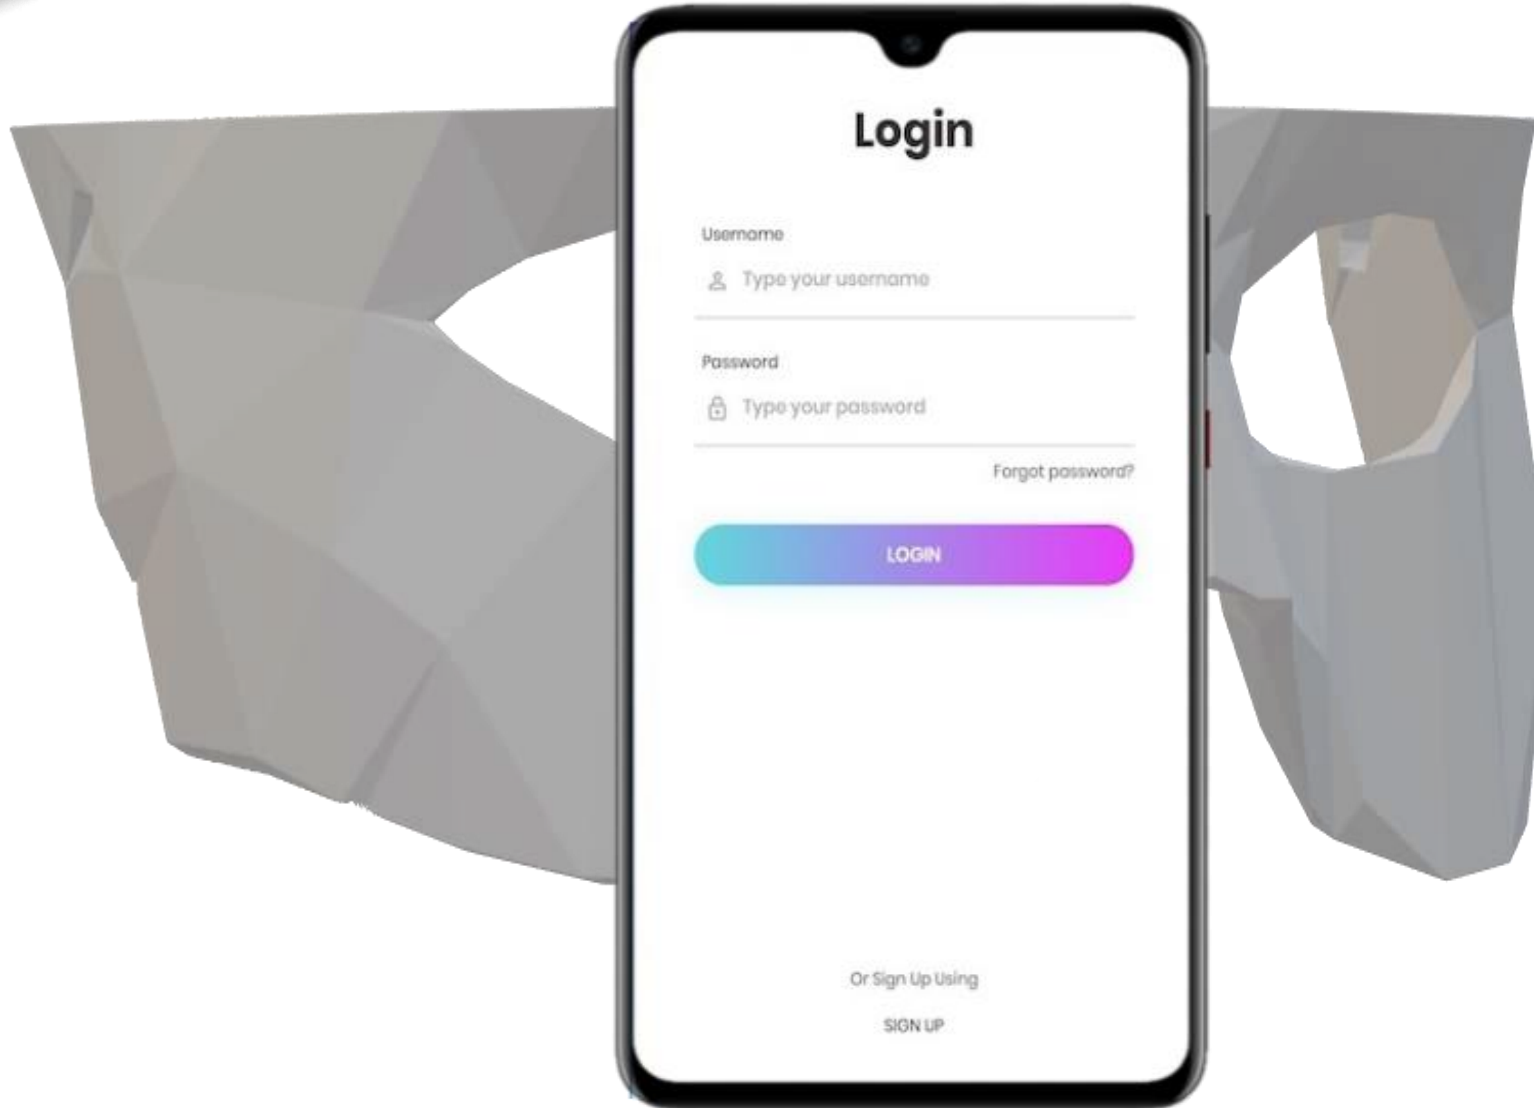 Login
Username
Type your username
Password
Type your password
Forgot password?
LOGIN
Or Sign Up Using
SIGN UP